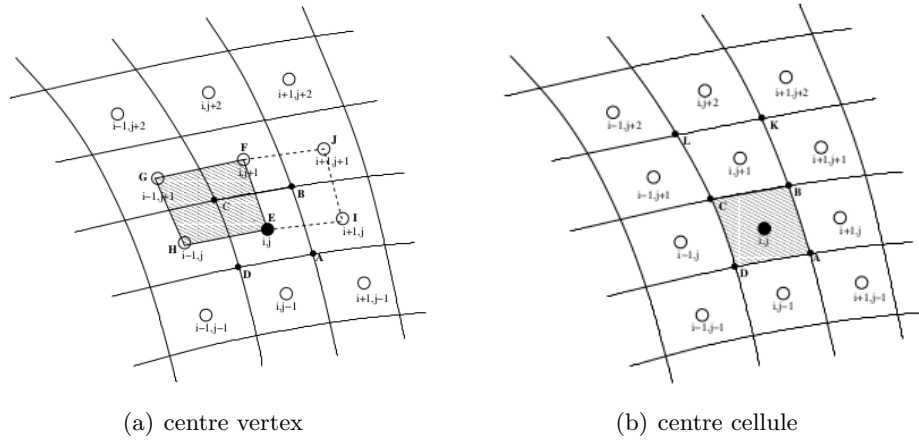 i−1,j+2
i,j+2
i+1,j+2
G
F
J
i−1,j+1
i,j+1
i+1,j+1
C
B
H
E
I
i−1,j
i,j
i+1,j
D
A
i−1,j−1
i,j−1
i+1,j−1
(a) centre vertex
i−1,j+2
i,j+2
i+1,j+2
L
K
i−1,j+1
i,j+1
i+1,j+1
C
B
i−1,j
i,j
i+1,j
D
A
i−1,j−1
i,j−1
i+1,j−1
(b) centre cellule